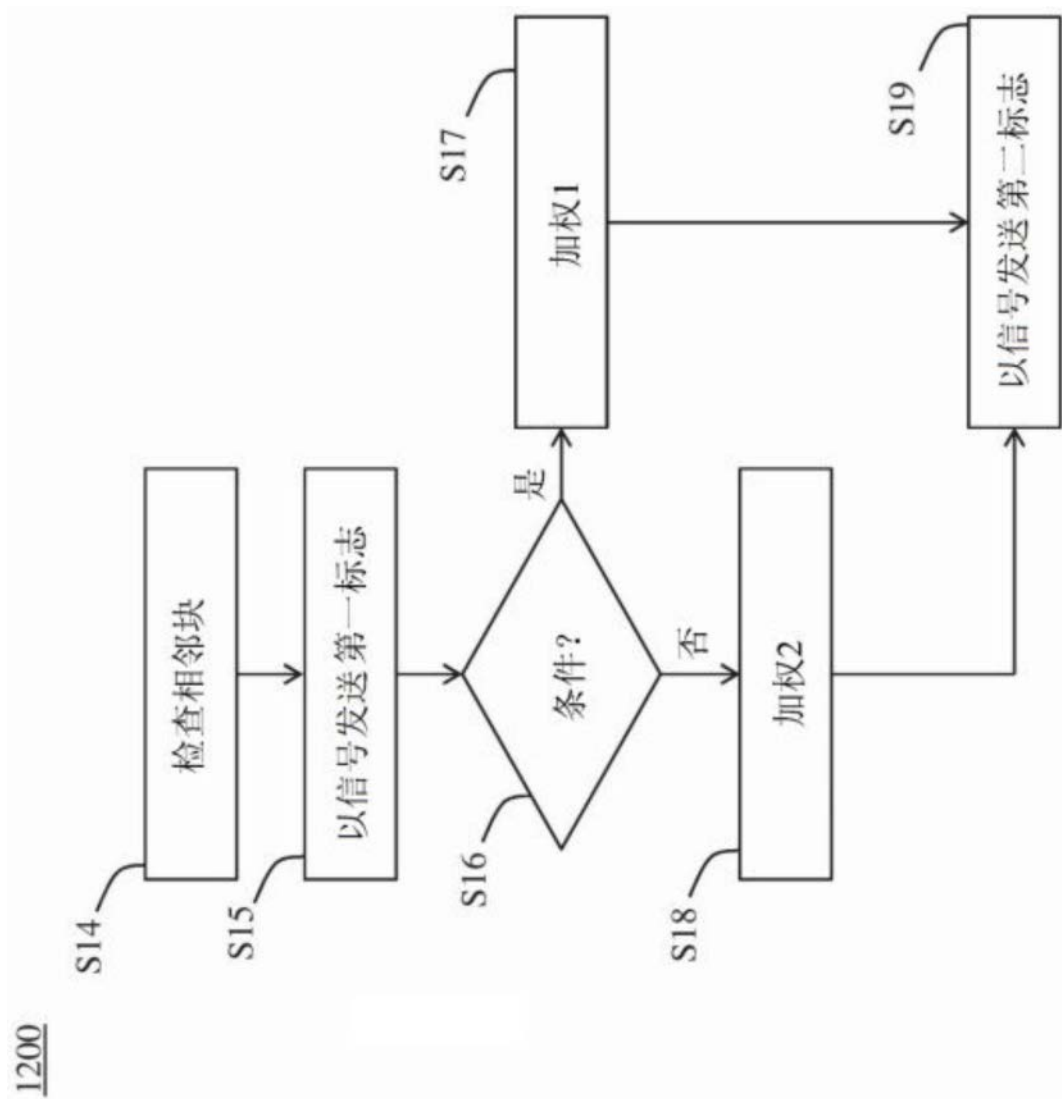 1200
S14
检查相邻块
S15
以信号发送第一标志
S16
条件？
是
S17
加权1
否
S18
加权2
S19
以信号发送第二标志